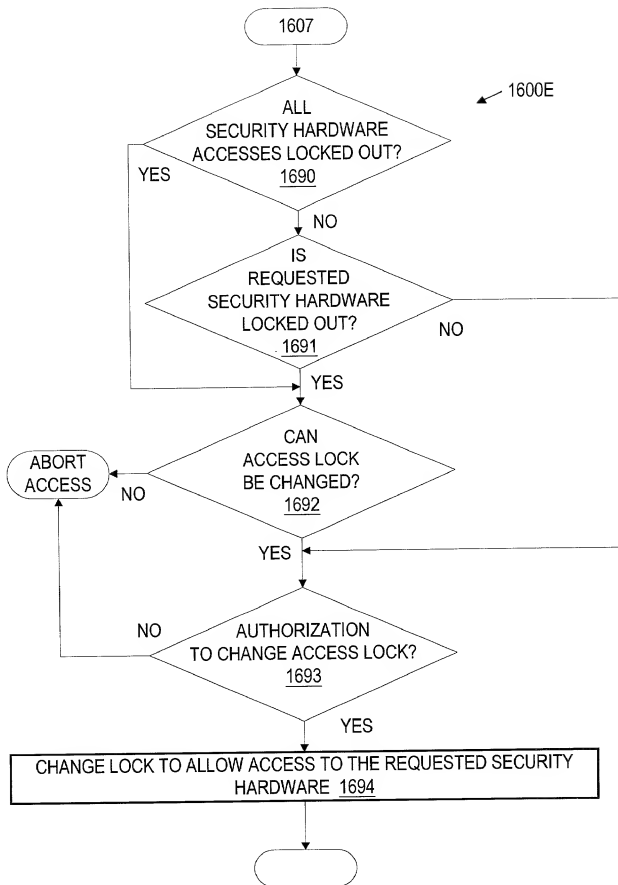 1607
1600E
ALL
SECURITY HARDWARE
ACCESSES LOCKED OUT?
1690
YES
NO
IS
REQUESTED
SECURITY HARDWARE
LOCKED OUT?
1691
NO
YES
CAN
ACCESS LOCK
BE CHANGED?
1692
ABORT
ACCESS
NO
YES
NO
AUTHORIZATION
TO CHANGE ACCESS LOCK?
1693
YES
CHANGE LOCK TO ALLOW ACCESS TO THE REQUESTED SECURITY
HARDWARE 1694